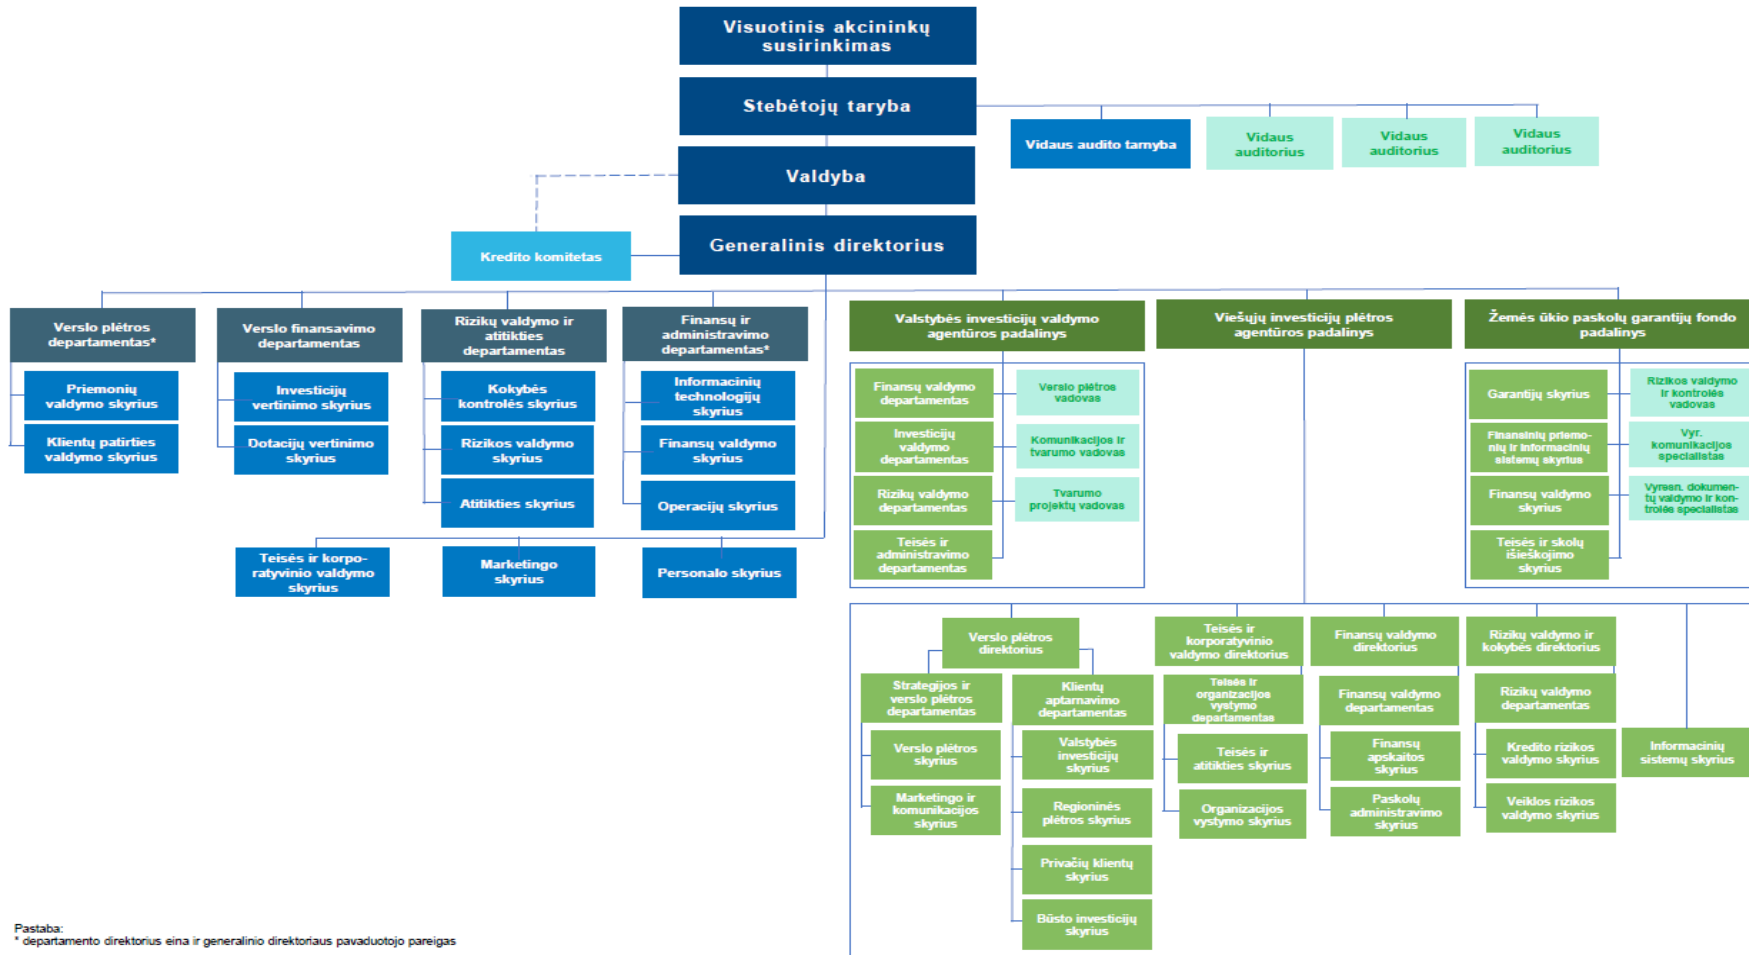 Visuotinis akcininkų
susirinkimas
Stebėtojų taryba
Vidaus audito tarnyba
Vidaus
auditorius
Vidaus
auditorius
Vidaus
auditorius
Valdyba
Generalinis direktorius
Kredito komitetas
Verslo plėtros
departamentas*
Priemonių
valdymo skyrius
Klientų patirties
valdymo skyrius
Verslo finansavimo
departamentas
Investicijų
vertinimo skyrius
Dotacijų vertinimo
skyrius
Rizikų valdymo ir
atitikties
departamentas
Kokybės
kontrolės skyrius
Rizikos valdymo
skyrius
Atitikties skyrius
Finansų ir
administravimo
departamentas*
Informacinių
technologijų
skyrius
Finansų valdymo
skyrius
Operacijų skyrius
Teisės ir korpo-
ratyvinio valdymo
skyrius
Marketingo
skyrius
Personalo skyrius
Valstybės investicijų valdymo
agentūros padalinys
Finansų valdymo
departamentas
Investicijų
valdymo
departamentas
Rizikų valdymo
departamentas
Teisės ir
administravimo
departamentas
Verslo plėtros
vadovas
Komunikacijos ir
tvarumo vadovas
Tvarumo
projektų vadovas
Viešųjų investicijų plėtros
agentūros padalinys
Žemės ūkio paskolų garantijų fondo
padalinys
Garantijų skyrius
Finansinių priemo-
nių ir informacinių
sistemų skyrius
Finansų valdymo
skyrius
Teisės ir skolų
išieškojimo
skyrius
Rizikos valdymo
ir kontrolės
vadovas
Vyr.
komunikacijos
specialistas
Vyresn. dokumen-
tų valdymo ir kon-
trolės specialistas
Verslo plėtros
direktorius
Strategijos ir
verslo plėtros
departamentas
Verslo plėtros
skyrius
Marketingo ir
komunikacijos
skyrius
Klientų
aptarnavimo
departamentas
Valstybės
investicijų
skyrius
Regioninės
plėtros skyrius
Privačių klientų
skyrius
Būsto investicijų
skyrius
Teisės ir
korporatyvinio
valdymo direktorius
Teisės ir
organizacijos
vystymo
departamentas
Teisės ir
atitikties skyrius
Organizacijos
vystymo skyrius
Finansų valdymo
direktorius
Finansų valdymo
departamentas
Finansų
apskaitos
skyrius
Paskolų
administravimo
skyrius
Rizikų valdymo ir
kokybės direktorius
Rizikų valdymo
departamentas
Kredito rizikos
valdymo skyrius
Veiklos rizikos
valdymo skyrius
Informacinių
sistemų skyrius
Pastaba:
* departamento direktorius eina ir generalinio direktoriaus pavaduotojo pareigas